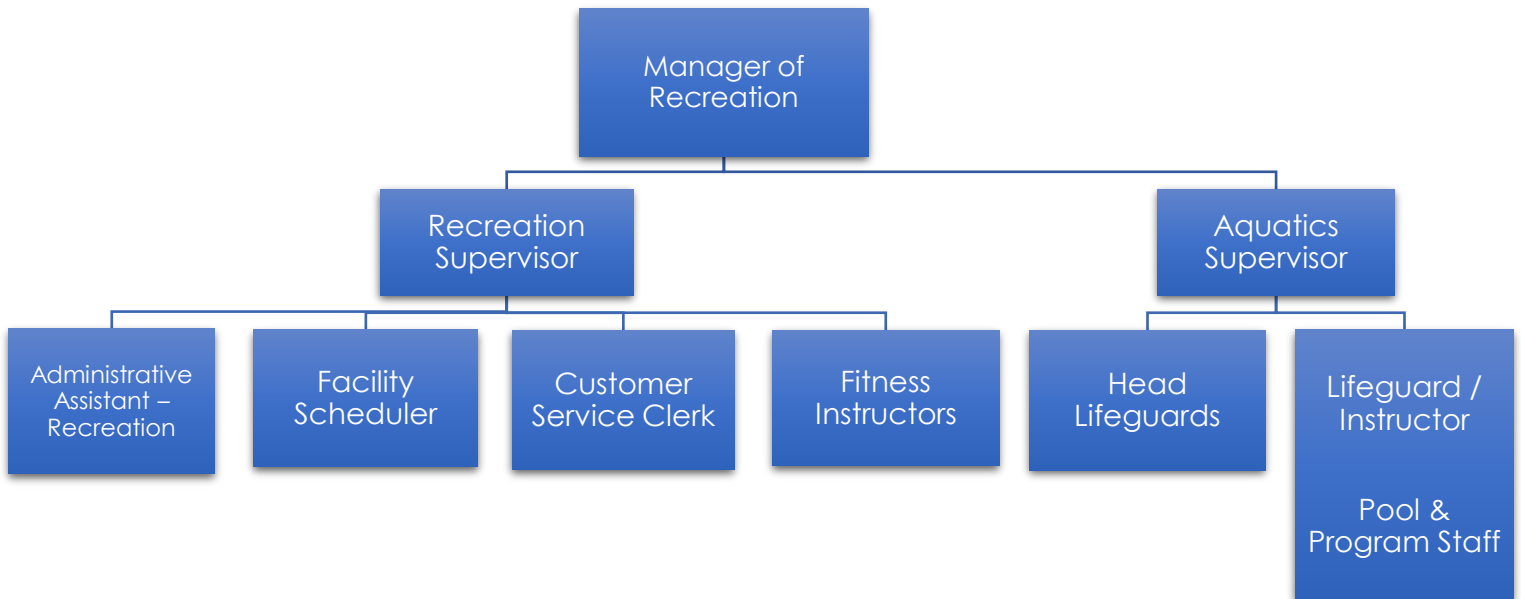 Manager of
Recreation
Recreation
Supervisor
Aquatics
Supervisor
Administrative
Assistant –
Recreation
Facility
Scheduler
Customer
Service Clerk
Fitness
Instructors
Head
Lifeguards
Lifeguard /
Instructor
Pool &
Program Staff